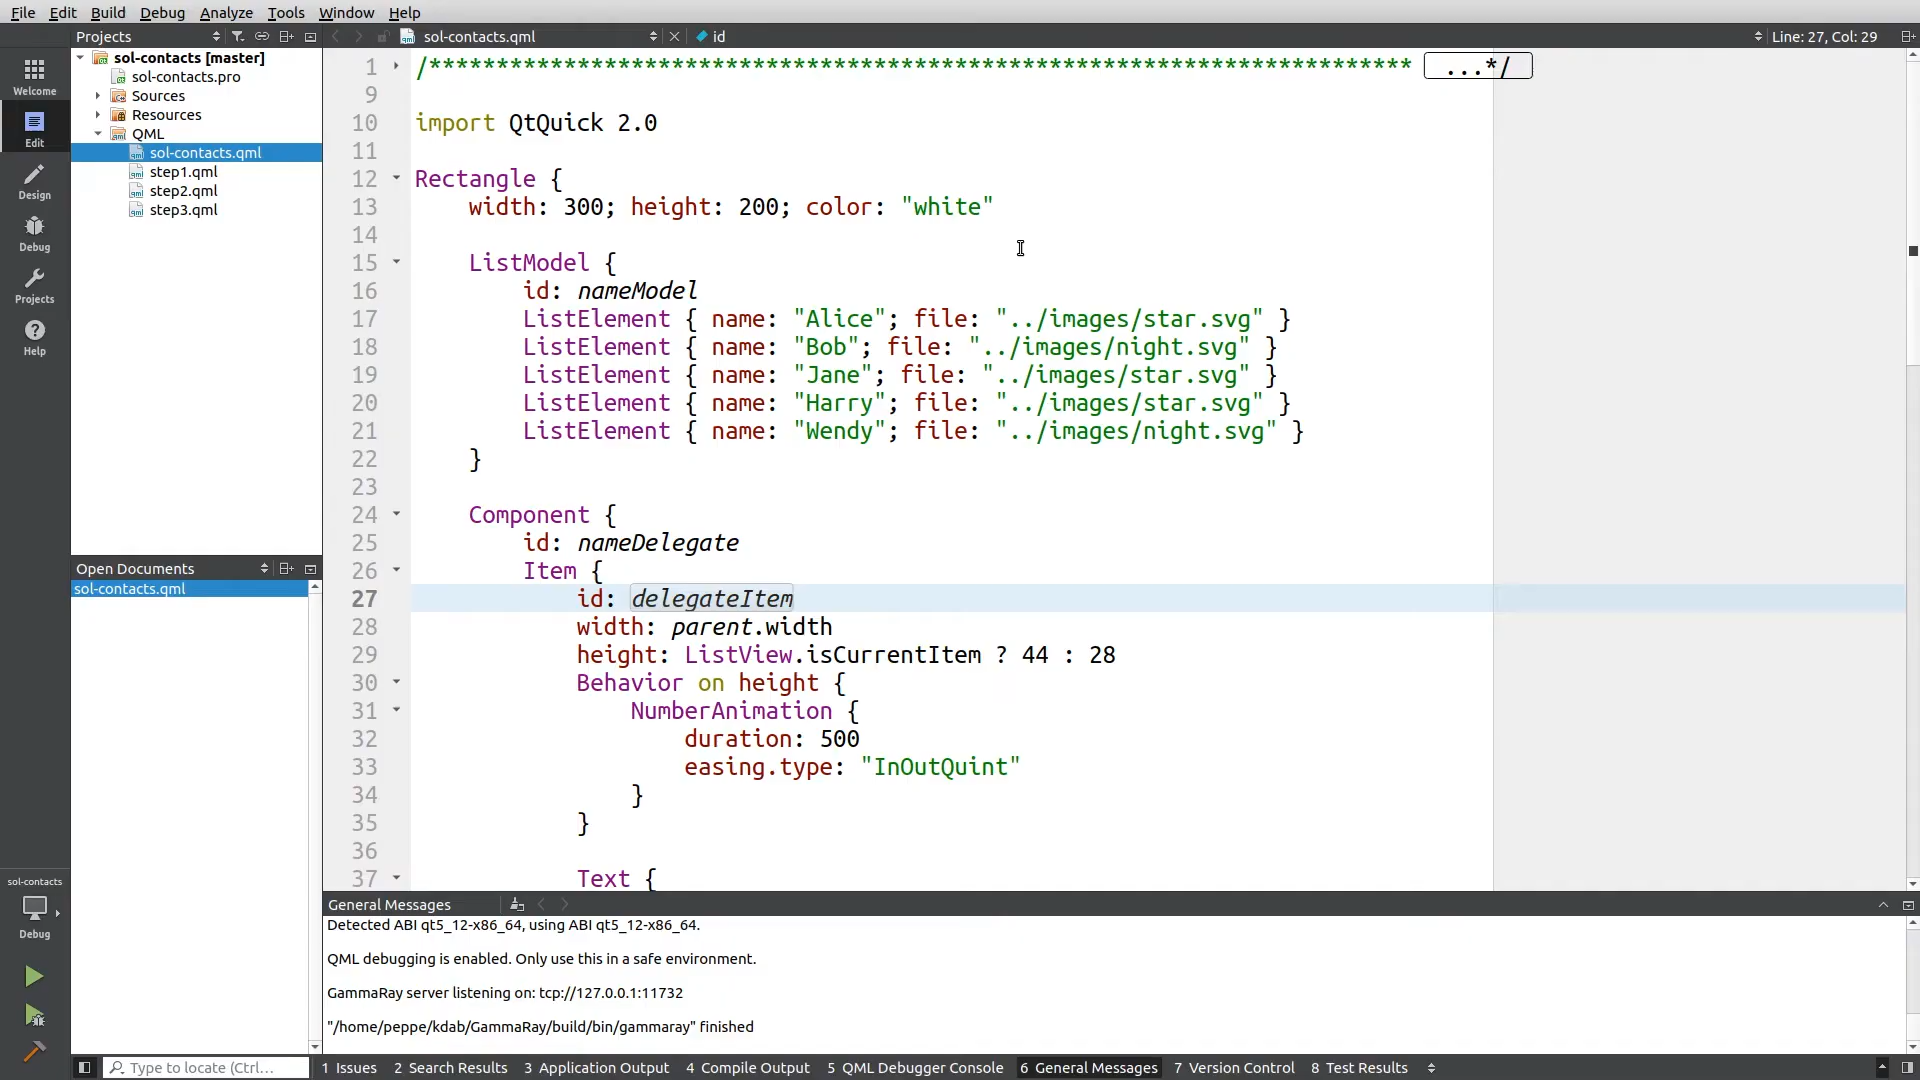 File Edit Build Debug Analyze Tools Window Help
Projects
sol-contacts.qml
id
Line: 27, Col: 29
sol-contacts [master]
sol-contacts.pro
Sources
Resources
QML
sol-contacts.qml
step1.qml
step2.qml
step3.qml
Welcome
Edit
Design
Debug
Projects
Help
1 /************************************************************************* ...*/
9
10 import QtQuick 2.0
11
12 Rectangle {
13 width: 300; height: 200; color: "white"
14
15 ListModel {
16 id: nameModel
17 ListElement { name: "Alice"; file: "../images/star.svg" }
18 ListElement { name: "Bob"; file: "../images/night.svg" }
19 ListElement { name: "Jane"; file: "../images/star.svg" }
20 ListElement { name: "Harry"; file: "../images/star.svg" }
21 ListElement { name: "Wendy"; file: "../images/night.svg" }
22 }
23
24 Component {
25 id: nameDelegate
26 Item {
27 id: delegateItem
28 width: parent.width
29 height: ListView.isCurrentItem ? 44 : 28
30 Behavior on height {
31 NumberAnimation {
32 duration: 500
33 easing.type: "InOutQuint"
34 }
35 }
36
37 Text {
Open Documents
sol-contacts.qml
sol-contacts
Debug
General Messages
Detected ABI qt5_12-x86_64, using ABI qt5_12-x86_64.
QML debugging is enabled. Only use this in a safe environment.
GammaRay server listening on: tcp://127.0.0.1:11732
"/home/peppe/kdab/GammaRay/build/bin/gammaray" finished
Type to locate (Ctrl...
1 Issues 2 Search Results 3 Application Output 4 Compile Output 5 QML Debugger Console 6 General Messages 7 Version Control 8 Test Results